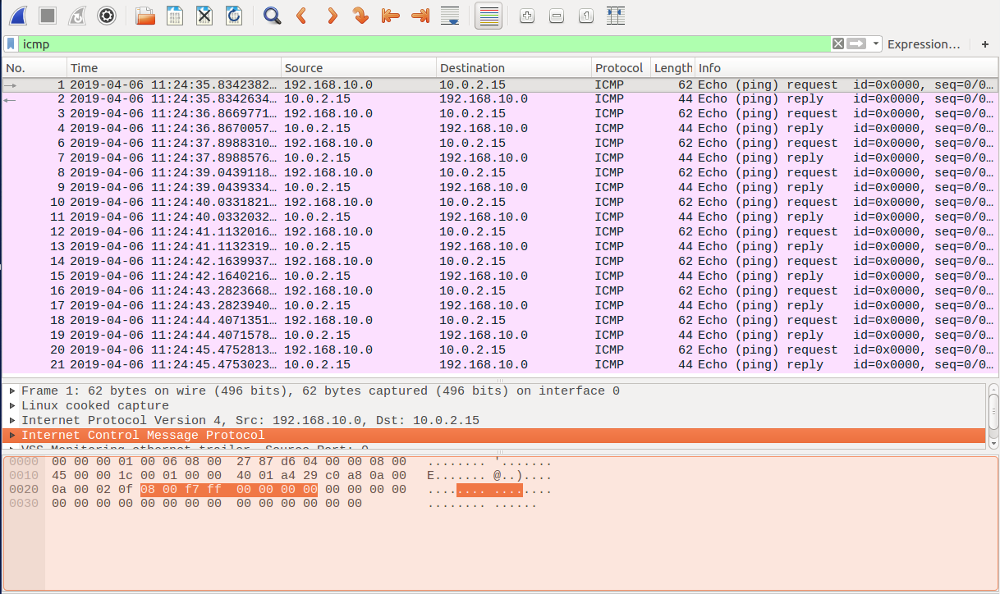 icmp Expression… +
No. Time Source Destination Protocol Length Info
1 2019-04-06 11:24:35.8342382… 192.168.10.0 10.0.2.15 ICMP 62 Echo (ping) request id=0x0000, seq=0/0…
2 2019-04-06 11:24:35.8342634… 10.0.2.15 192.168.10.0 ICMP 44 Echo (ping) reply id=0x0000, seq=0/0…
3 2019-04-06 11:24:36.8669771… 192.168.10.0 10.0.2.15 ICMP 62 Echo (ping) request id=0x0000, seq=0/0…
4 2019-04-06 11:24:36.8670057… 10.0.2.15 192.168.10.0 ICMP 44 Echo (ping) reply id=0x0000, seq=0/0…
6 2019-04-06 11:24:37.8988310… 192.168.10.0 10.0.2.15 ICMP 62 Echo (ping) request id=0x0000, seq=0/0…
7 2019-04-06 11:24:37.8988576… 10.0.2.15 192.168.10.0 ICMP 44 Echo (ping) reply id=0x0000, seq=0/0…
8 2019-04-06 11:24:39.0439118… 192.168.10.0 10.0.2.15 ICMP 62 Echo (ping) request id=0x0000, seq=0/0…
9 2019-04-06 11:24:39.0439334… 10.0.2.15 192.168.10.0 ICMP 44 Echo (ping) reply id=0x0000, seq=0/0…
10 2019-04-06 11:24:40.0331821… 192.168.10.0 10.0.2.15 ICMP 62 Echo (ping) request id=0x0000, seq=0/0…
11 2019-04-06 11:24:40.0332032… 10.0.2.15 192.168.10.0 ICMP 44 Echo (ping) reply id=0x0000, seq=0/0…
12 2019-04-06 11:24:41.1132016… 192.168.10.0 10.0.2.15 ICMP 62 Echo (ping) request id=0x0000, seq=0/0…
13 2019-04-06 11:24:41.1132319… 10.0.2.15 192.168.10.0 ICMP 44 Echo (ping) reply id=0x0000, seq=0/0…
14 2019-04-06 11:24:42.1639937… 192.168.10.0 10.0.2.15 ICMP 62 Echo (ping) request id=0x0000, seq=0/0…
15 2019-04-06 11:24:42.1640216… 10.0.2.15 192.168.10.0 ICMP 44 Echo (ping) reply id=0x0000, seq=0/0…
16 2019-04-06 11:24:43.2823668… 192.168.10.0 10.0.2.15 ICMP 62 Echo (ping) request id=0x0000, seq=0/0…
17 2019-04-06 11:24:43.2823940… 10.0.2.15 192.168.10.0 ICMP 44 Echo (ping) reply id=0x0000, seq=0/0…
18 2019-04-06 11:24:44.4071351… 192.168.10.0 10.0.2.15 ICMP 62 Echo (ping) request id=0x0000, seq=0/0…
19 2019-04-06 11:24:44.4071578… 10.0.2.15 192.168.10.0 ICMP 44 Echo (ping) reply id=0x0000, seq=0/0…
20 2019-04-06 11:24:45.4752813… 192.168.10.0 10.0.2.15 ICMP 62 Echo (ping) request id=0x0000, seq=0/0…
21 2019-04-06 11:24:45.4753023… 10.0.2.15 192.168.10.0 ICMP 44 Echo (ping) reply id=0x0000, seq=0/0…
Frame 1: 62 bytes on wire (496 bits), 62 bytes captured (496 bits) on interface 0
Linux cooked capture
Internet Protocol Version 4, Src: 192.168.10.0, Dst: 10.0.2.15
Internet Control Message Protocol
VSS-Monitoring ethernet trailer, Source Port: 0
0000 00 00 00 01 00 06 08 00 27 87 d6 04 00 00 08 00 ........ '.......
0010 45 00 00 1c 00 01 00 00 40 01 a4 29 c0 a8 0a 00 E....... @..)....
0020 0a 00 02 0f 08 00 f7 ff 00 00 00 00 00 00 00 00 ........ ........
0030 00 00 00 00 00 00 00 00 00 00 00 00 00 00 ........ ......